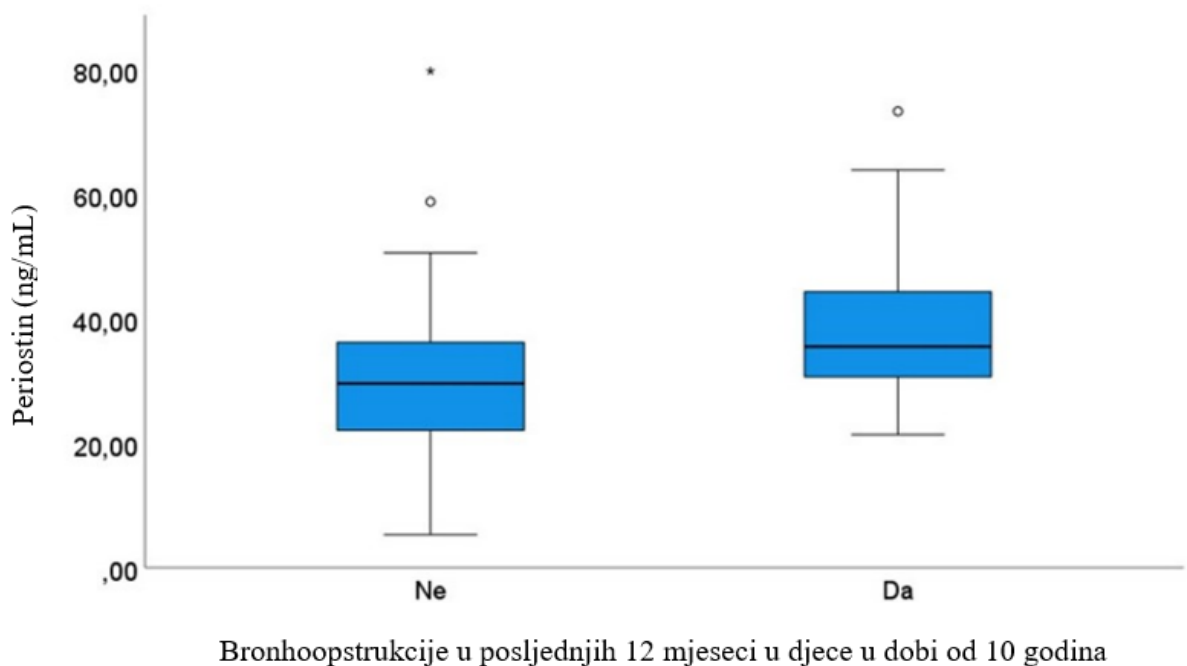 80,00
60,00
40,00
20,00
,00
Periostin (ng/mL)
Ne Da
Bronhoopstrukcije u posljednjih 12 mjeseci u djece u dobi od 10 godina